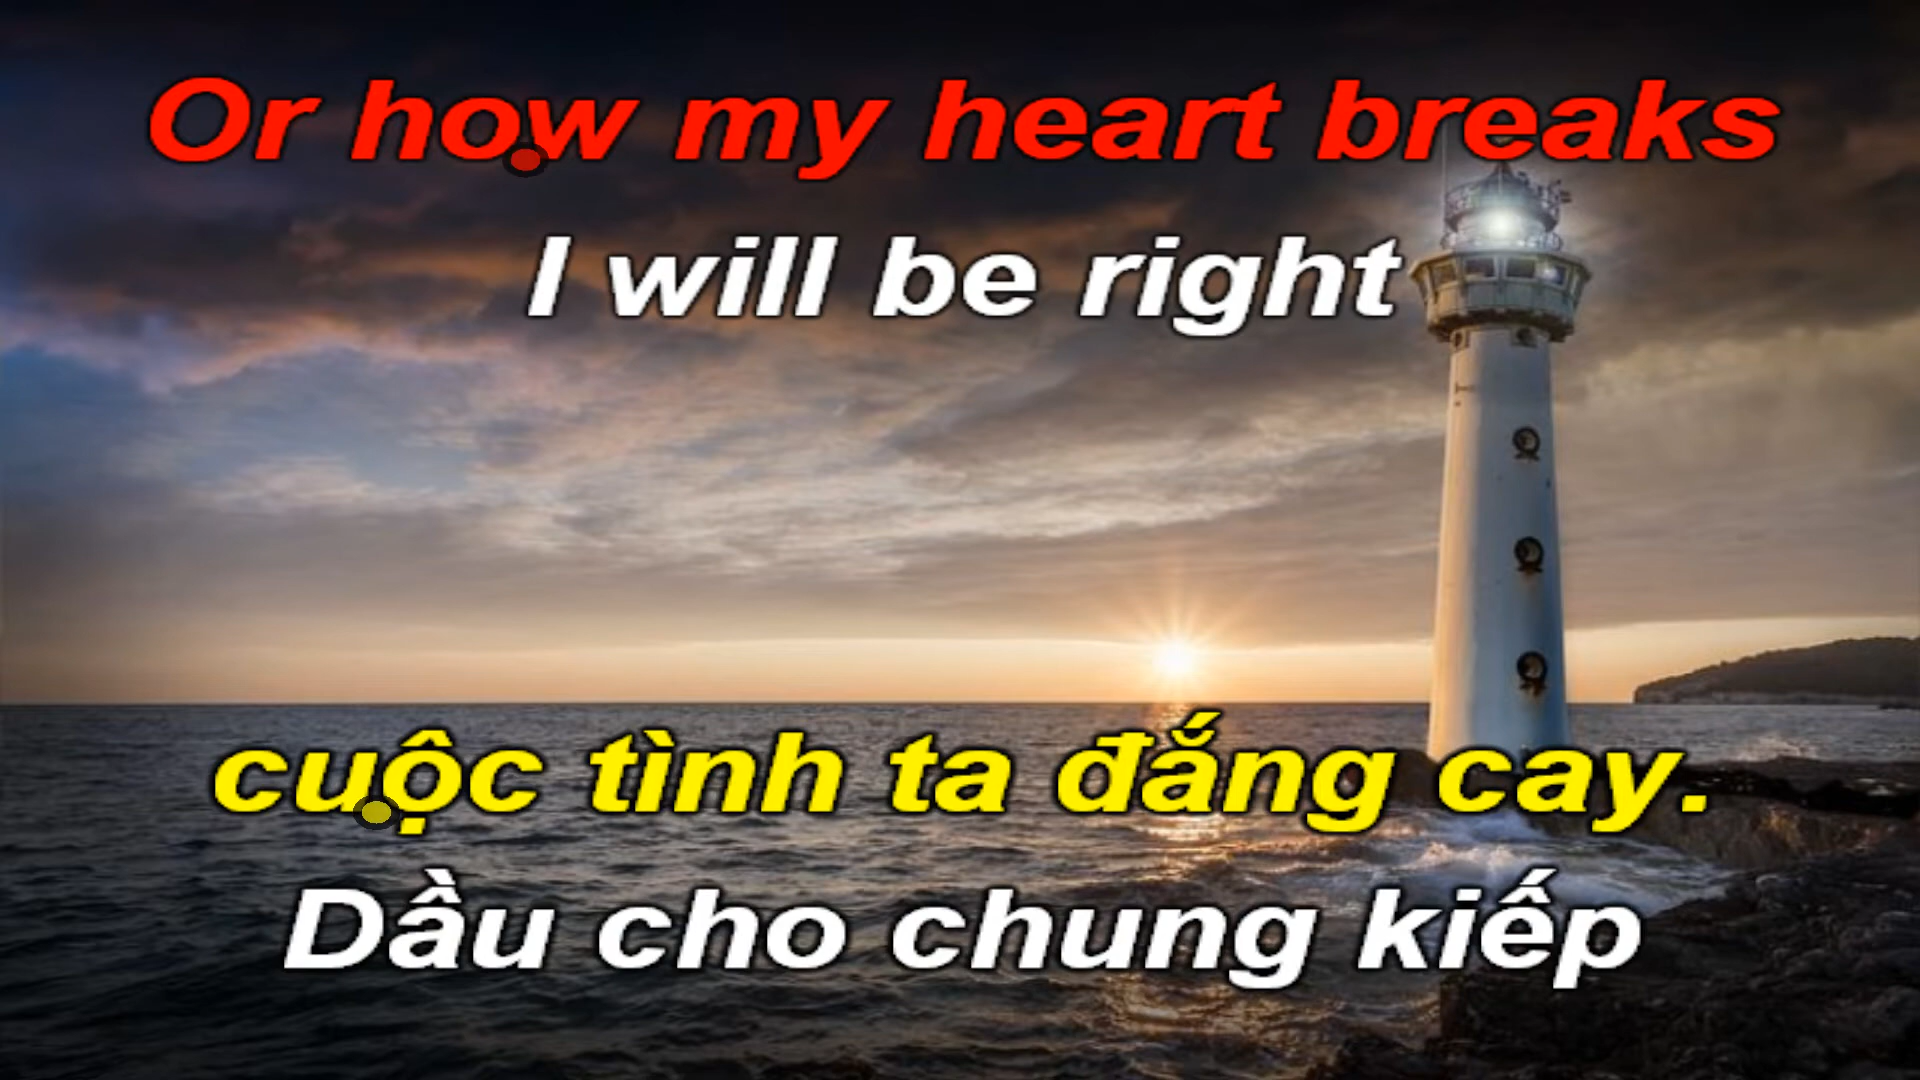 Or how my heart breaks
I will be right
cuộc tình ta đắng cay.
Dầu cho chung kiếp